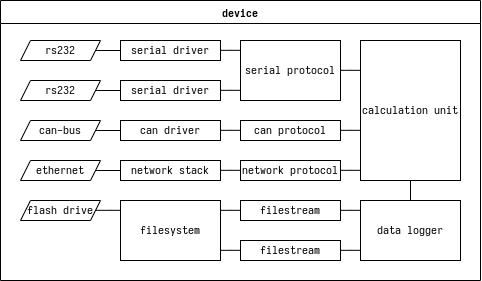 device
rs232
serial driver
serial protocol
rs232
serial driver
calculation unit
can-bus
can driver
can protocol
ethernet
network stack
network protocol
flash drive
filesystem
filestream
data logger
filestream